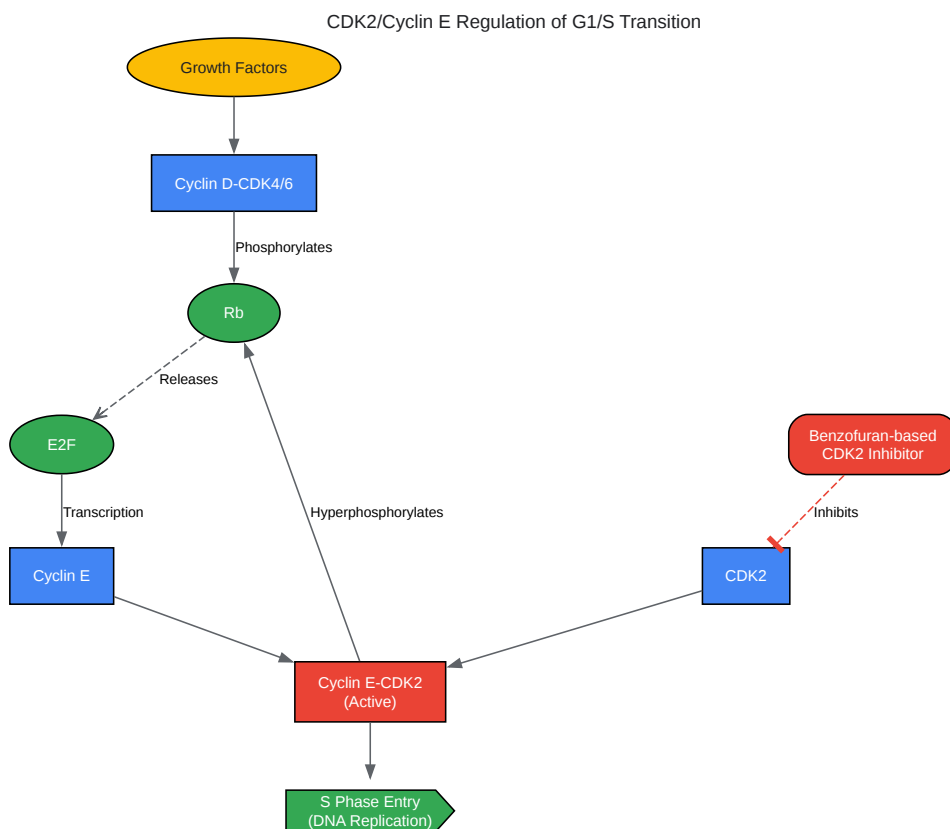 CDK2/Cyclin E Regulation of G1/S Transition
Growth Factors
Cyclin D-CDK4/6
Phosphorylates
Rb
Releases
E2F
Benzofuran-based
CDK2 Inhibitor
Transcription
Hyperphosphorylates
Inhibits
Cyclin E
CDK2
Cyclin E-CDK2
(Active)
S Phase Entry
(DNA Replication)